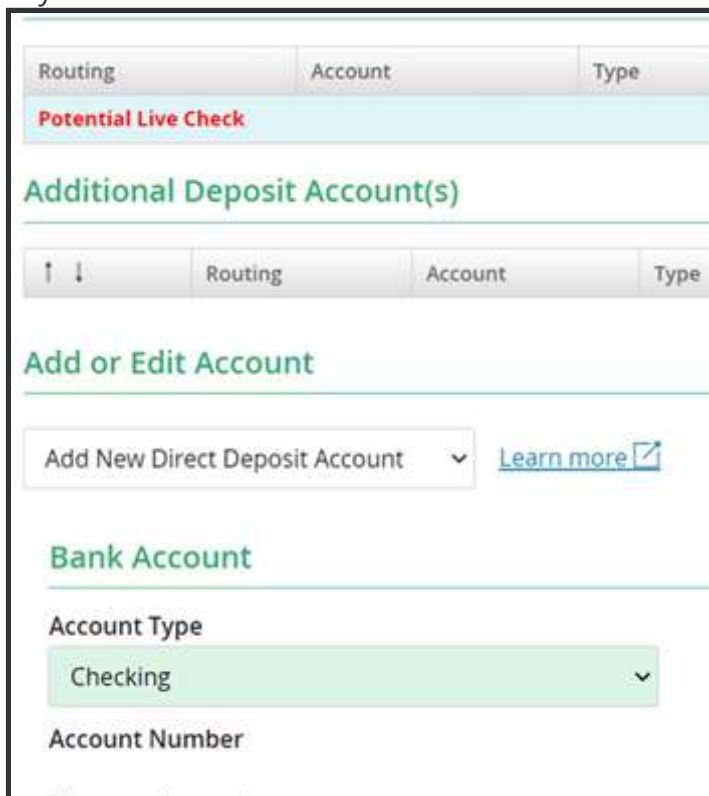 Routing Account Type
Potential Live Check
Additional Deposit Account(s)
↑ ↓ Routing Account Type
Add or Edit Account
Add New Direct Deposit Account Learn more
Bank Account
Account Type
Checking
Account Number